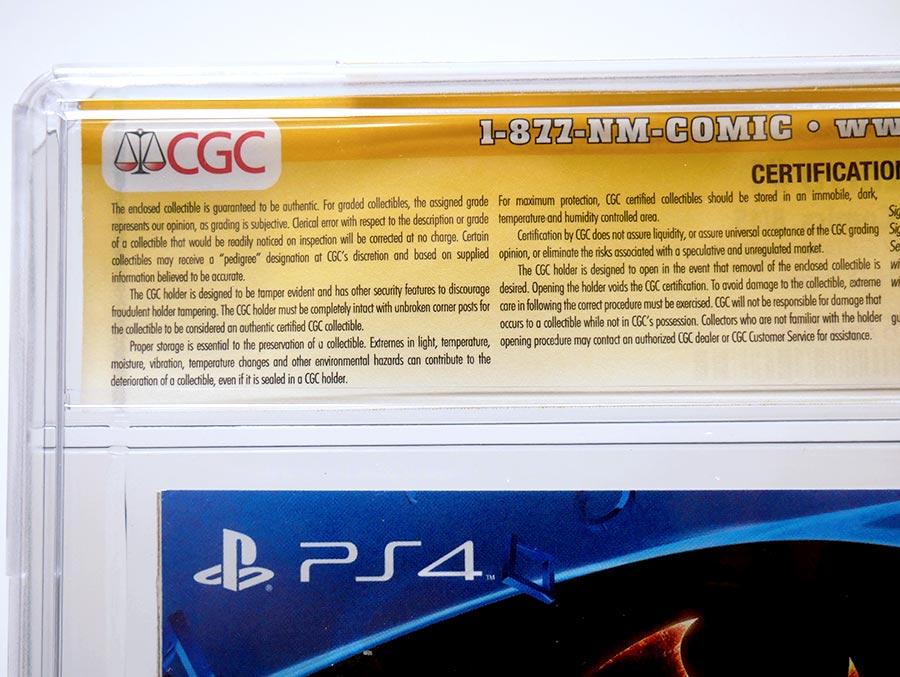 CGC
1-877-NM-COMIC • ww
CERTIFICATIO
The enclosed collectible is guaranteed to be authentic. For graded collectibles, the assigned grade
represents our opinion, as grading is subjective. Clerical error with respect to the description or grade
of a collectible that would be readily noticed on inspection will be corrected at no charge. Certain
collectibles may receive a "pedigree" designation at CGC's discretion and based on supplied
information believed to be accurate.
The CGC holder is designed to be tamper evident and has other security features to discourage
fraudulent holder tampering. The CGC holder must be completely intact with unbroken corner posts for
the collectible to be considered an authentic certified CGC collectible.
Proper storage is essential to the preservation of a collectible. Extremes in light, temperature,
moisture, vibration, temperature changes and other environmental hazards can contribute to the
deterioration of a collectible, even if it is sealed in a CGC holder.
For maximum protection, CGC certified collectibles should be stored in an immobile, dark,
temperature and humidity controlled area.
Certification by CGC does not assure liquidity, or assure universal acceptance of the CGC grading
opinion, or eliminate the risks associated with a speculative and unregulated market.
The CGC holder is designed to open in the event that removal of the enclosed collectible is
desired. Opening the holder voids the CGC certification. To avoid damage to the collectible, extreme
care in following the correct procedure must be exercised. CGC will not be responsible for damage that
occurs to a collectible while not in CGC's possession. Collectors who are not familiar with the holder
opening procedure may contact an authorized CGC dealer or CGC Customer Service for assistance.
Sig
Sig
Se
wi
wi
gu
PS4™